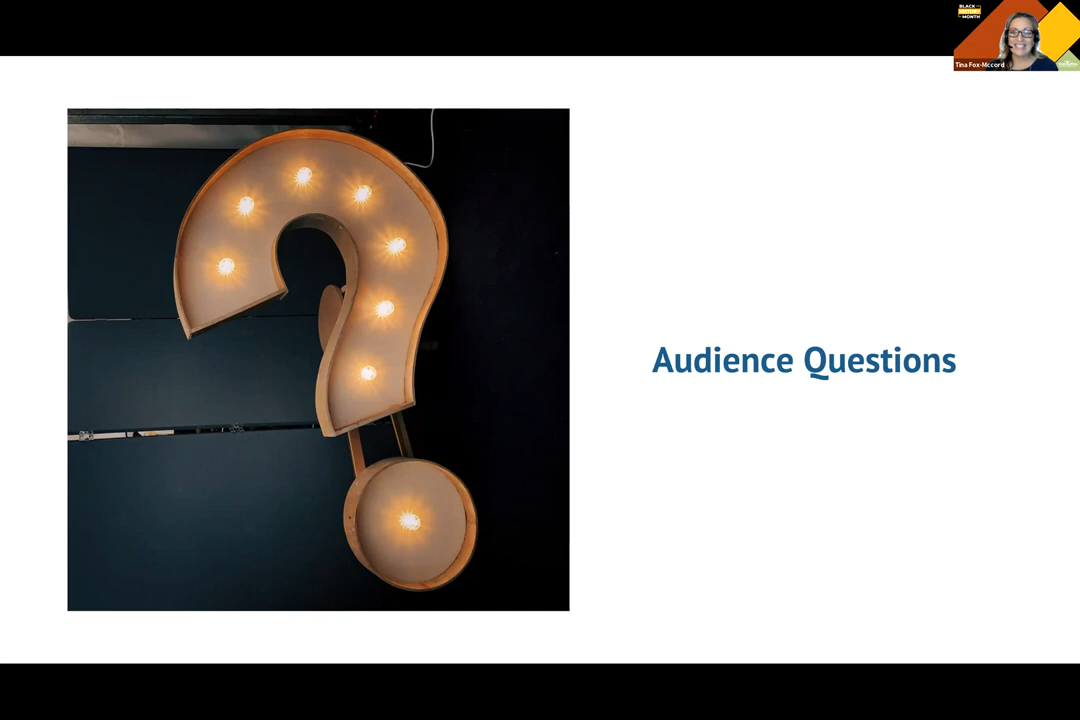 BLACK
HISTORY
MONTH
Tina Fox-Mccord
Audience Questions